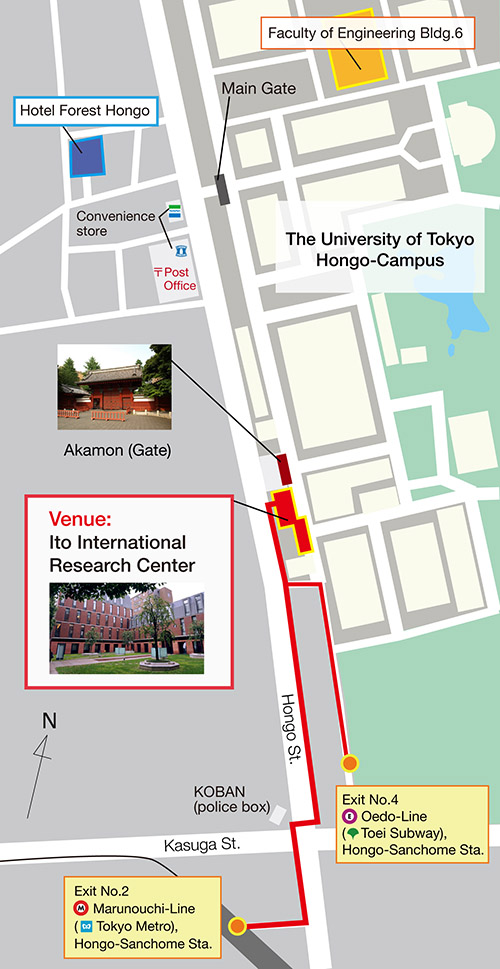 Faculty of Engineering Bldg.6
Main Gate
Hotel Forest Hongo
Convenience
store
〒Post
Office
The University of Tokyo
Hongo-Campus
Akamon (Gate)
Venue:
Ito International
Research Center
N
Hongo St.
KOBAN
(police box)
Kasuga St.
Exit No.4
Oedo-Line
(Toei Subway),
Hongo-Sanchome Sta.
Exit No.2
M Marunouchi-Line
(Tokyo Metro),
Hongo-Sanchome Sta.